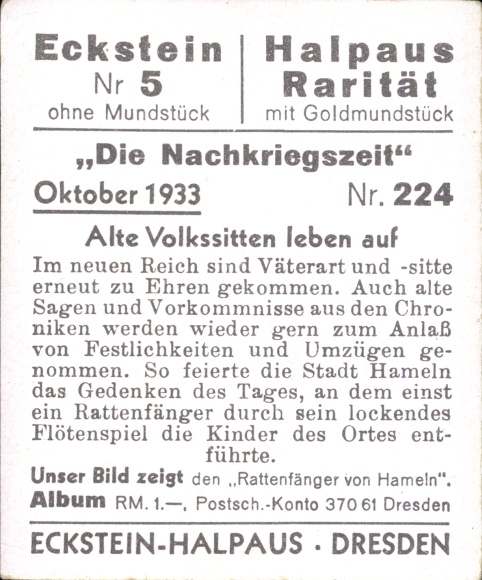 Eckstein
Nr 5
ohne Mundstück
Halpaus
Rarität
mit Goldmundstück
„Die Nachkriegszeit“
Oktober 1933 Nr. 224
Alte Volkssitten leben auf
Im neuen Reich sind Väterart und -sitte
erneut zu Ehren gekommen. Auch alte
Sagen und Vorkommnisse aus den Chro-
niken werden wieder gern zum Anlaß
von Festlichkeiten und Umzügen ge-
nommen. So feierte die Stadt Hameln
das Gedenken des Tages, an dem einst
ein Rattenfänger durch sein lockendes
Flötenspiel die Kinder des Ortes ent-
führte.
Unser Bild zeigt den „Rattenfänger von Hameln“.
Album RM. 1.—, Postsch.-Konto 370 61 Dresden
ECKSTEIN-HALPAUS · DRESDEN